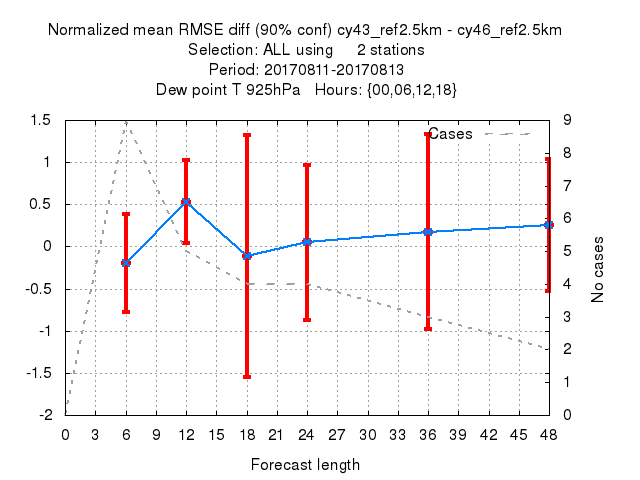 Normalized mean RMSE diff (90% conf) cy43_ref2.5km - cy46_ref2.5km
Selection: ALL using 2 stations
Period: 20170811-20170813
Dew point T 925hPa Hours: {00,06,12,18}
Cases
1.5
1
0.5
0
-0.5
-1
-1.5
-2
9
8
7
6
5
4
3
2
1
0
No cases
0 3 6 9 12 15 18 21 24 27 30 33 36 39 42 45 48
Forecast length